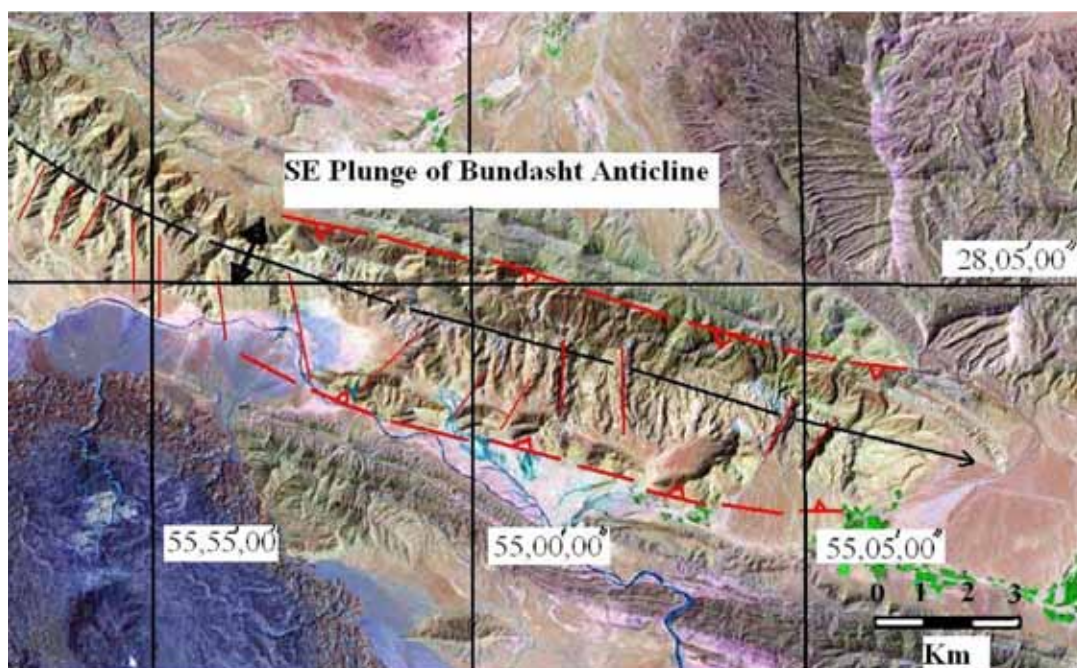 SE Plunge of Bundasht Anticline
28,05,00"
55,55,00"
55,00,00"
55,05,00"
0 1 2 3
Km